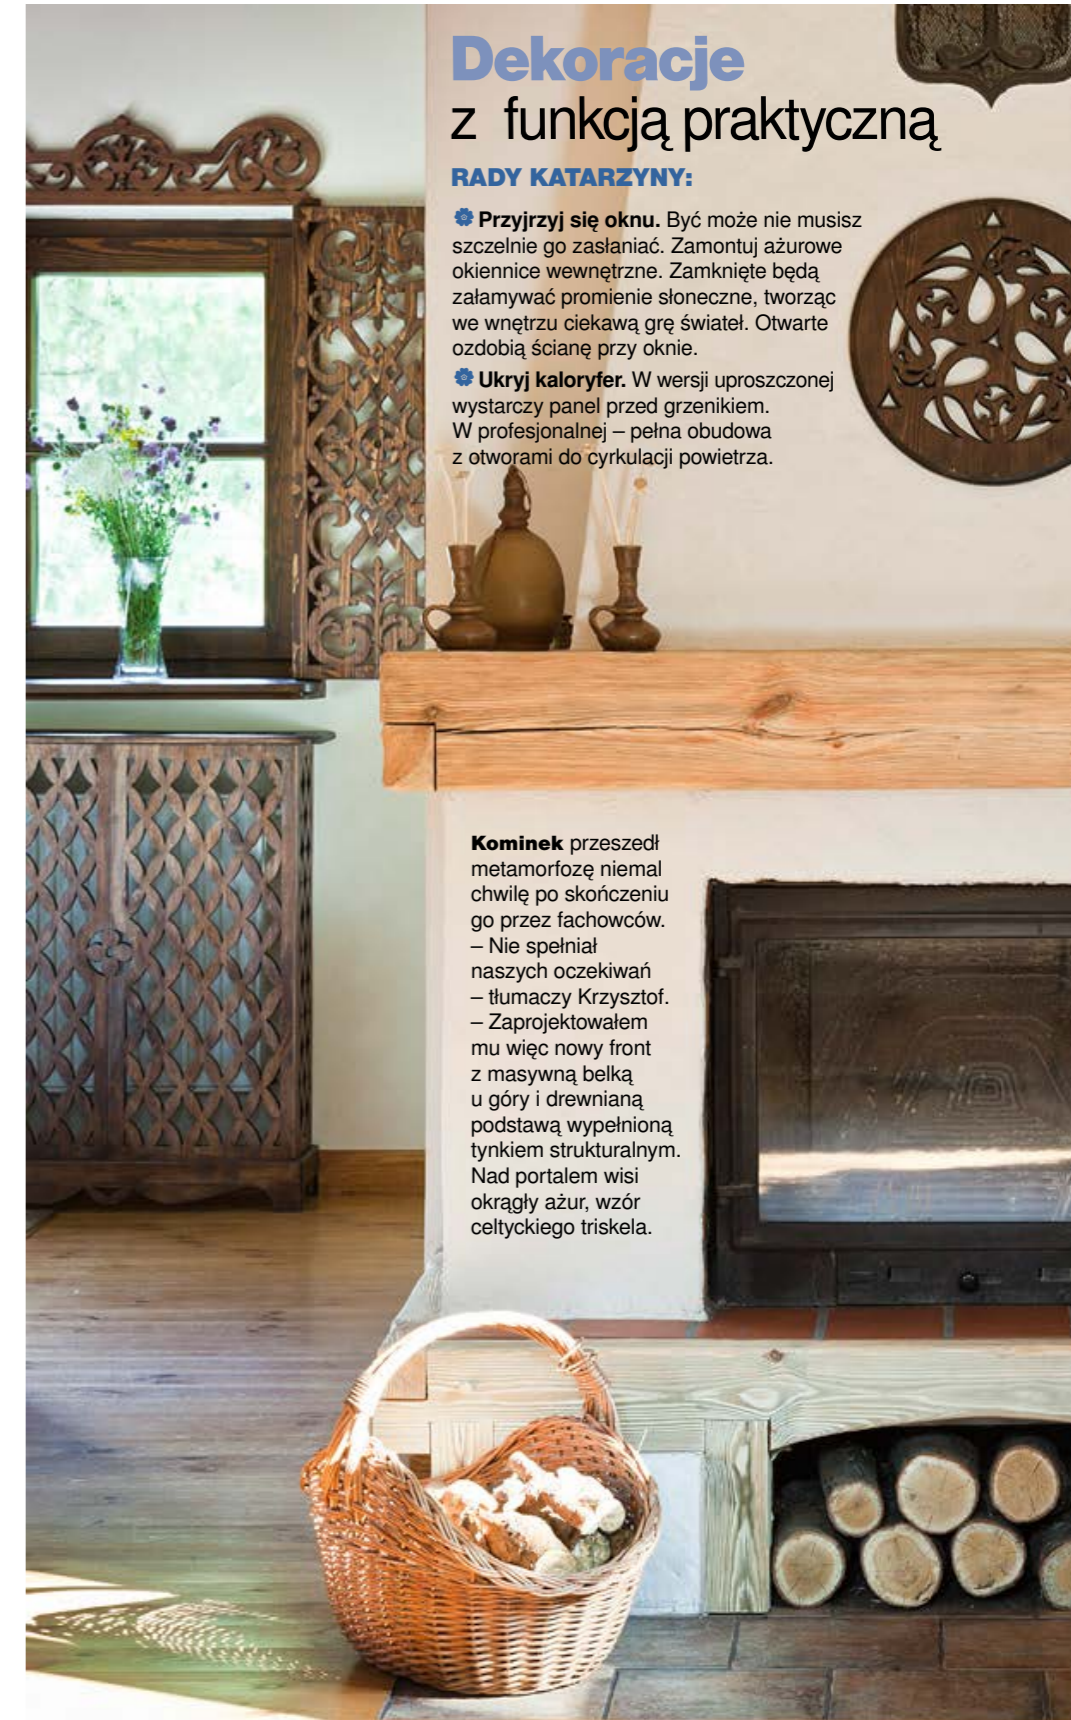 Dekoracje
z funkcją praktyczną
RADY KATARZYNY:
Przyjrzyj się oknu. Być może nie musisz
szczelnie go zasłaniać. Zamontuj ażurowe
okiennice wewnętrzne. Zamknięte będą
załamywać promienie słoneczne, tworząc
we wnętrzu ciekawą grę świateł. Otwarte
ozdobią ścianę przy oknie.
Ukryj kaloryfer. W wersji uproszczonej
wystarczy panel przed grzenikiem.
W profesjonalnej – pełna obudowa
z otworami do cyrkulacji powietrza.
Kominek przeszedł
metamorfozę niemal
chwilę po skończeniu
go przez fachowców.
– Nie spełniał
naszych oczekiwań
– tłumaczy Krzysztof.
– Zaprojektowałem
mu więc nowy front
z masywną belką
u góry i drewnianą
podstawą wypełnioną
tynkiem strukturalnym.
Nad portalem wisi
okrągły ażur, wzór
celtyckiego triskela.